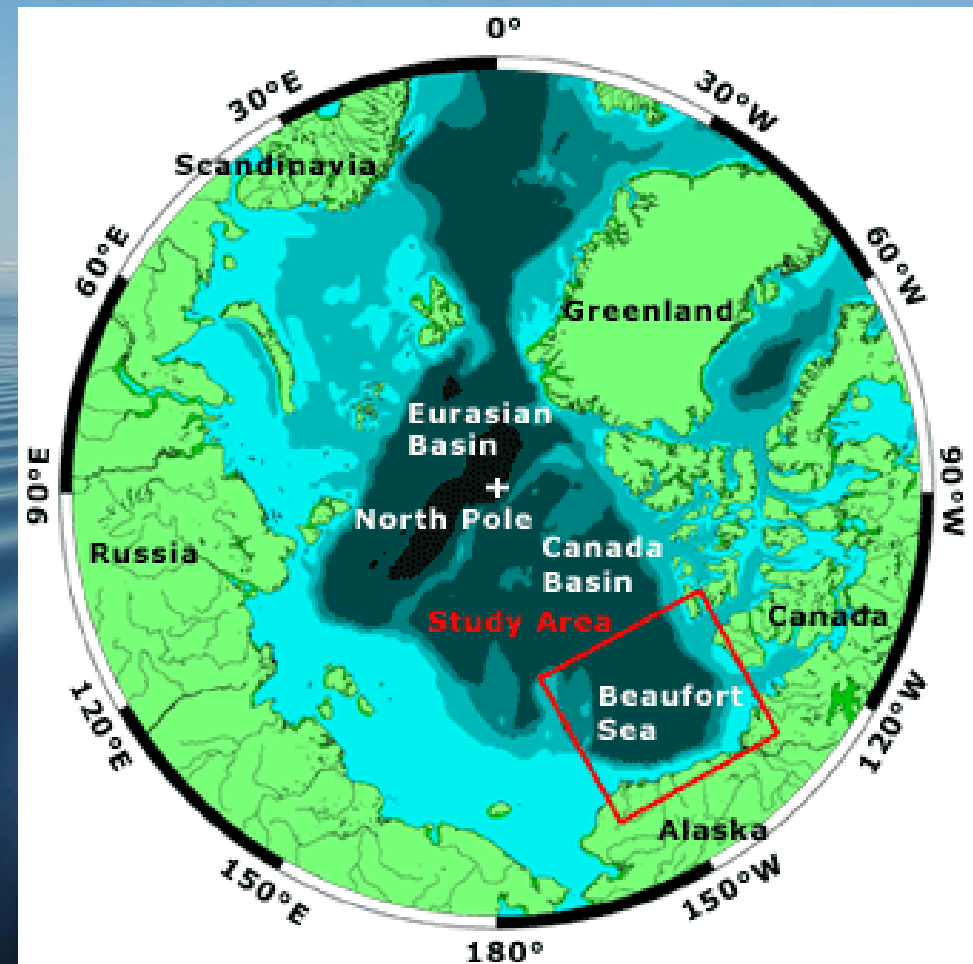 0°
30°E
30°W
Scandinavia
60°E
60°W
Greenland
Eurasian
Basin
90°E
90°W
North Pole
Russia
Canada
Basin
Study Area
Canada
Beaufort
Sea
120°E
120°W
Alaska
150°E
150°W
180°